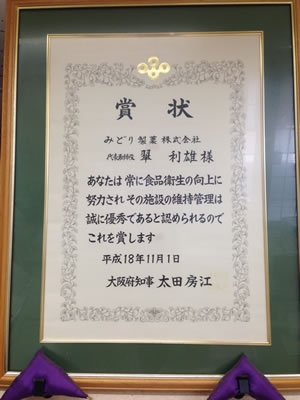 賞状
みどり製菓株式会社
代表取締役 翠 利雄様
あなたは常に食品衛生の向上に
努力されその施設の維持管理は
誠に優秀であると認められるので
これを賞します
平成18年11月1日
大阪府知事 太田房江